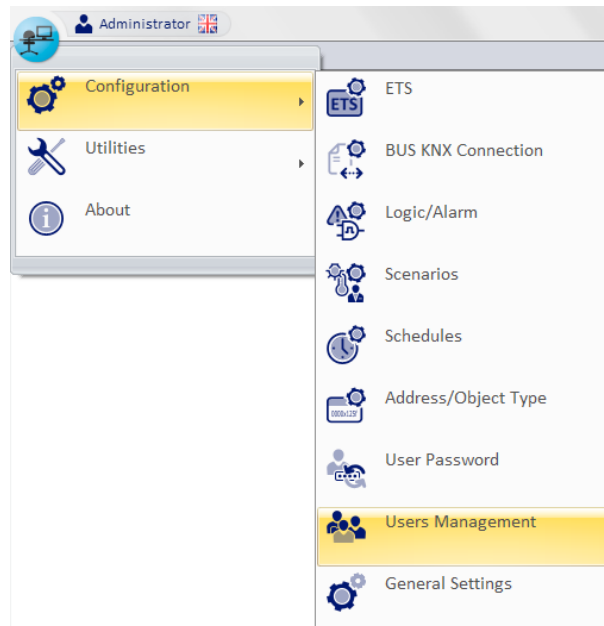 Administrator
Configuration
Utilities
About
ETS
ETS
BUS KNX Connection
Logic/Alarm
Scenarios
Schedules
Address/Object Type
User Password
Users Management
General Settings